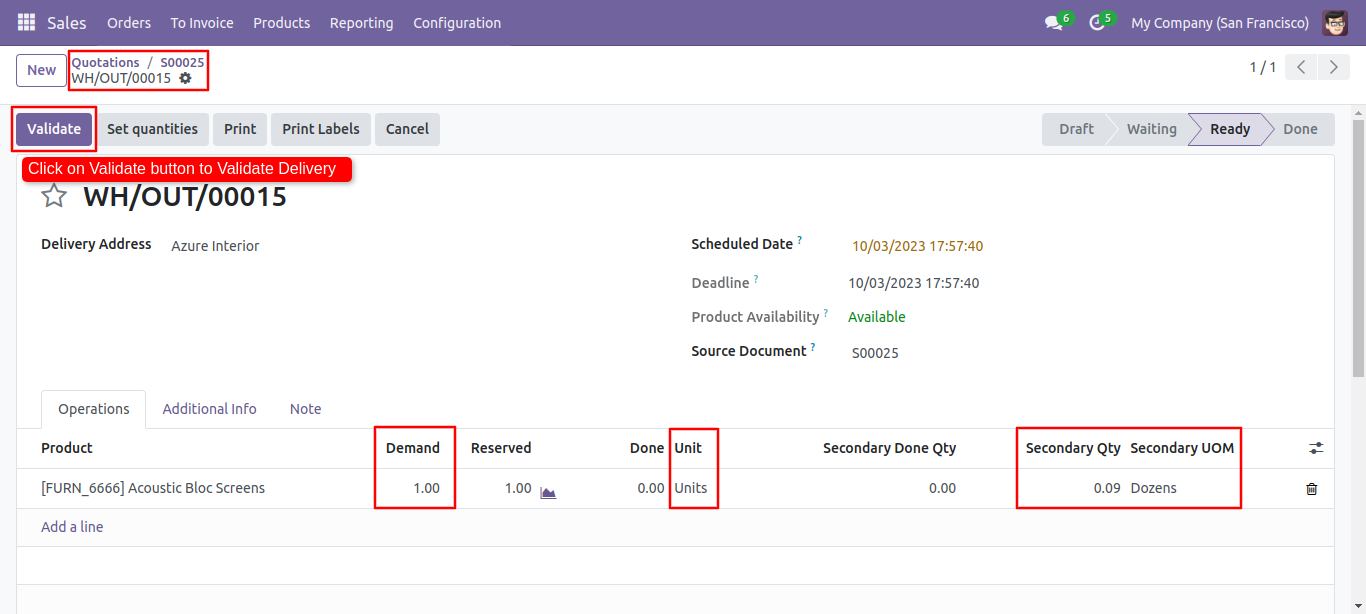 Sales Orders To Invoice Products Reporting Configuration 6 5 My Company (San Francisco)
New Quotations / S00025 1 / 1
WH/OUT/00015
Validate Set quantities Print Print Labels Cancel Draft Waiting Ready Done
Click on Validate button to Validate Delivery
WH/OUT/00015
Delivery Address Azure Interior Scheduled Date ? 10/03/2023 17:57:40
Deadline ? 10/03/2023 17:57:40
Product Availability ? Available
Source Document ? S00025
Operations Additional Info Note
Product Demand Reserved Done Unit Secondary Done Qty Secondary Qty Secondary UOM
[FURN_6666] Acoustic Bloc Screens 1.00 1.00 0.00 Units 0.00 0.09 Dozens
Add a line